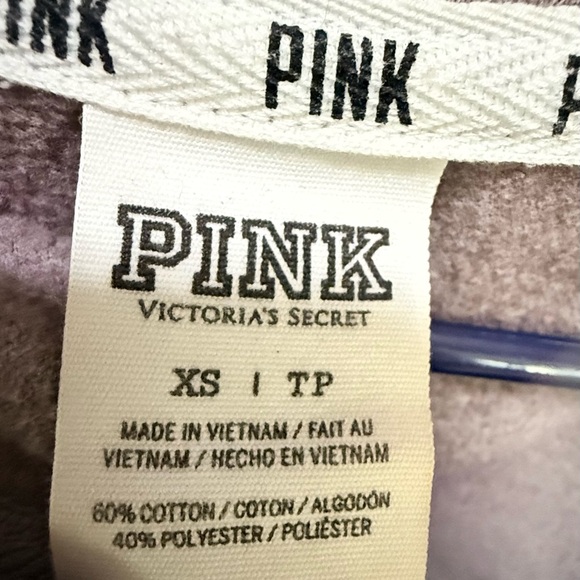 PINK PINK P
PINK
VICTORIA'S SECRET
XS | TP
MADE IN VIETNAM / FAIT AU
VIETNAM / HECHO EN VIETNAM
60% COTTON / COTON / ALGODÓN
40% POLYESTER / POLIÉSTER